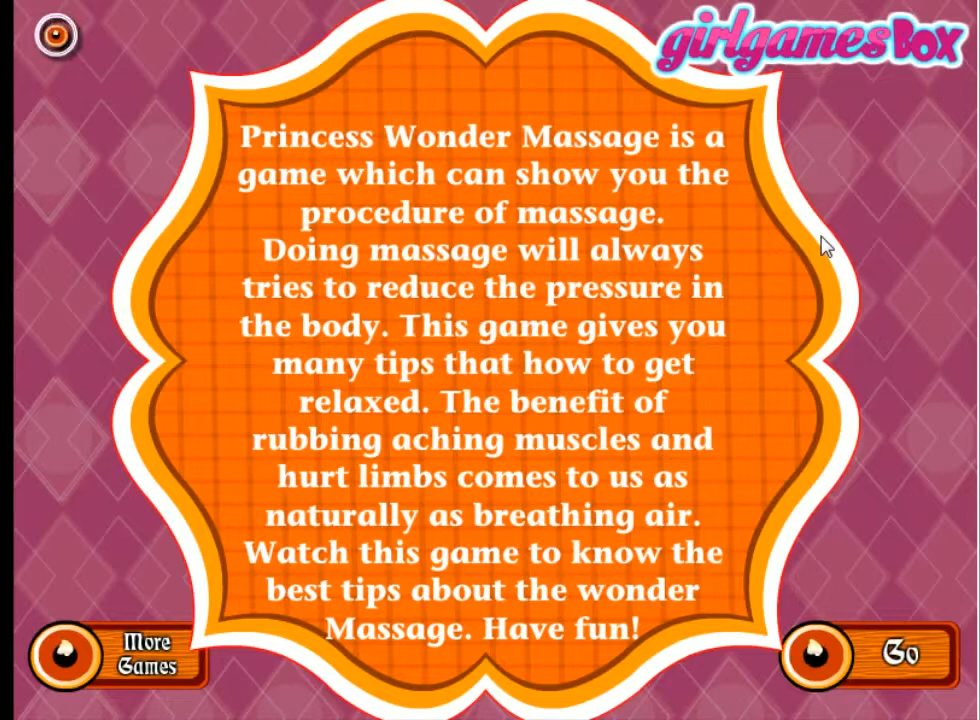 girlgamesBox
Princess Wonder Massage is a
game which can show you the
procedure of massage.
Doing massage will always
tries to reduce the pressure in
the body. This game gives you
many tips that how to get
relaxed. The benefit of
rubbing aching muscles and
hurt limbs comes to us as
naturally as breathing air.
Watch this game to know the
best tips about the wonder
Massage. Have fun!
More
Games
Go